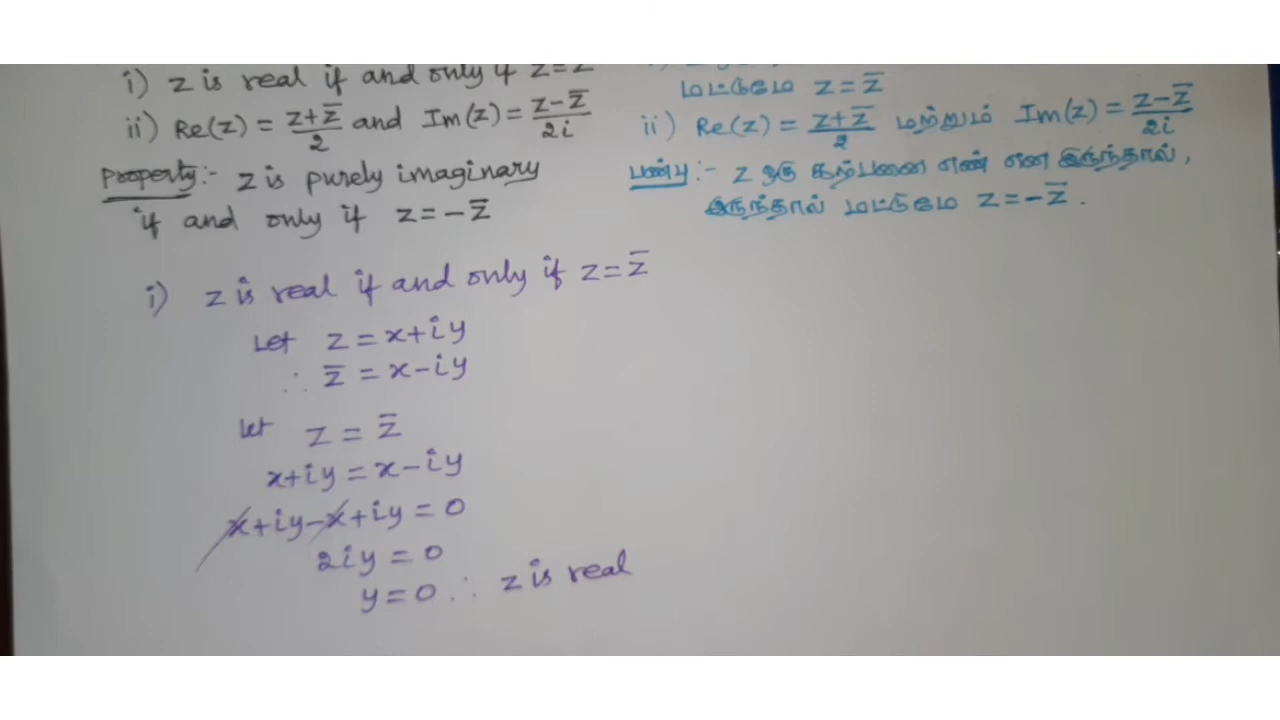 i) z is real if and only if z = z̅
ii) Re(z) = (z+z̅)/2 and Im(z) = (z-z̅)/2i
Property:- z is purely imaginary
if and only if z = -z̅
மட்டுமே z = z̅
ii) Re(z) = (z+z̅)/2 மற்றும் Im(z) = (z-z̅)/2i
பண்பு:- z ஒரு கற்பனை எண் என இருந்தால்,
இருந்தால் மட்டுமே z = -z̅.
i) z is real if and only if z = z̅
Let z = x+iy
∴ z̅ = x-iy
Let z = z̅
x+iy = x-iy
x+iy-x+iy = 0
2iy = 0
y = 0 ∴ z is real